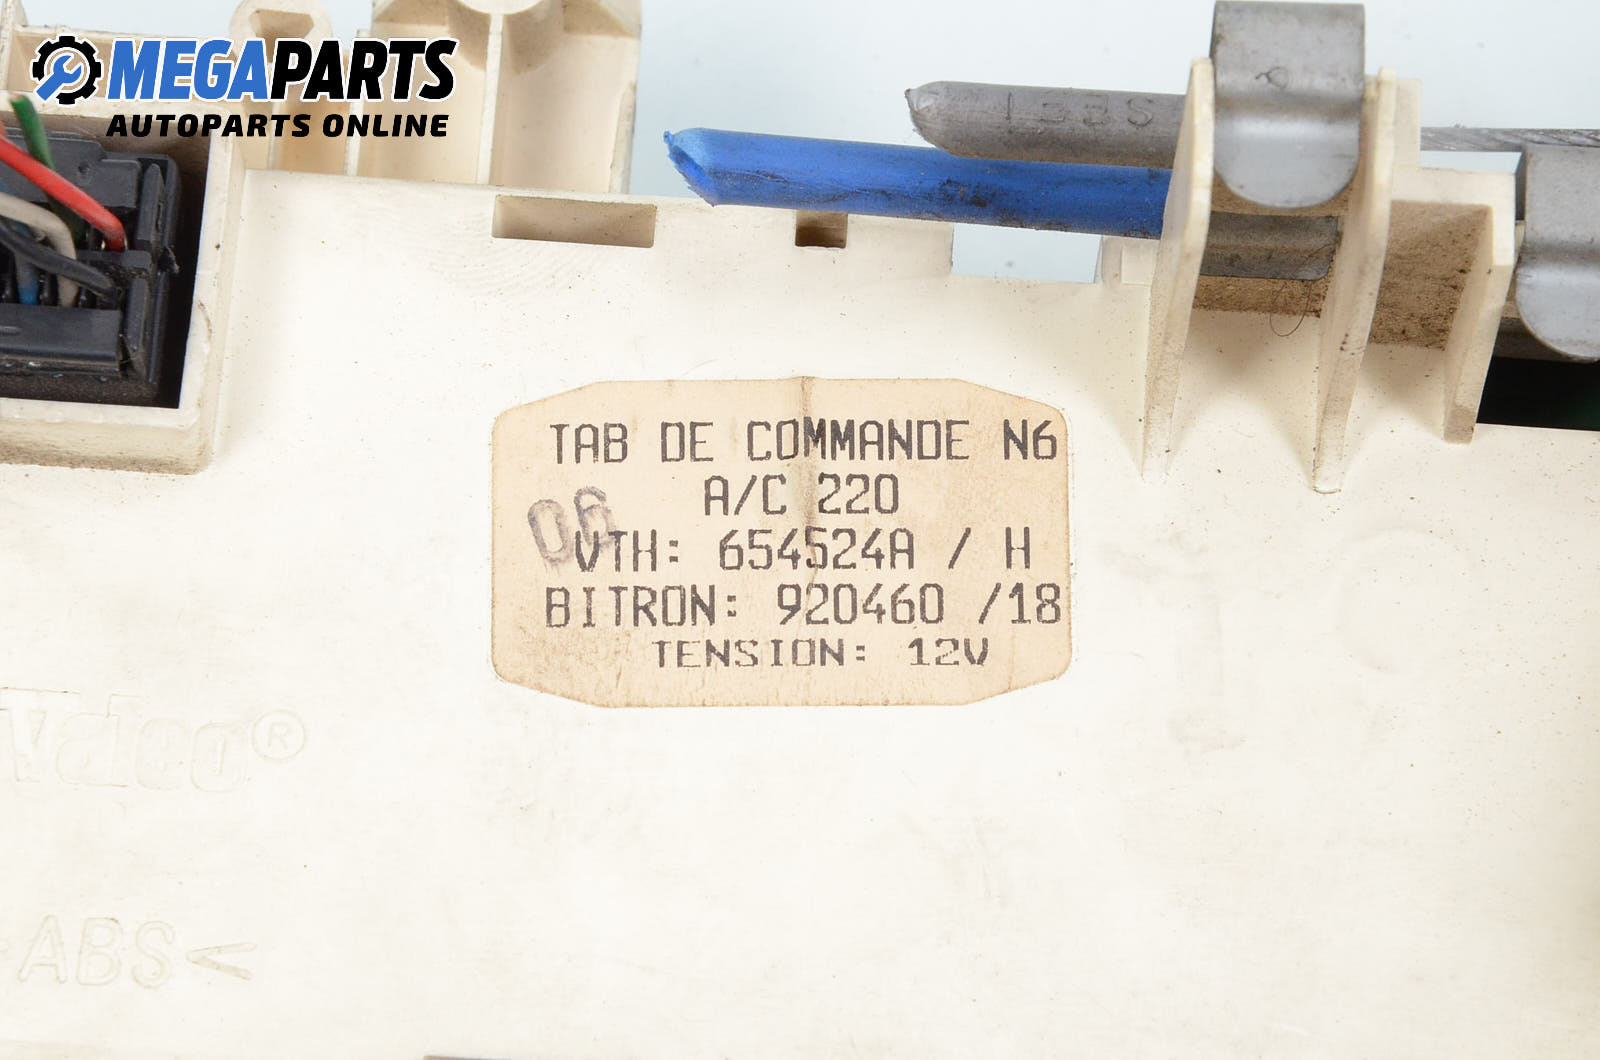 MEGAPARTS
AUTOPARTS ONLINE
TAB DE COMMANDE N6
A/C 220
06
VTH: 654524A / H
BITRON: 920460 /18
TENSION: 12V
Valeo®
ABS<